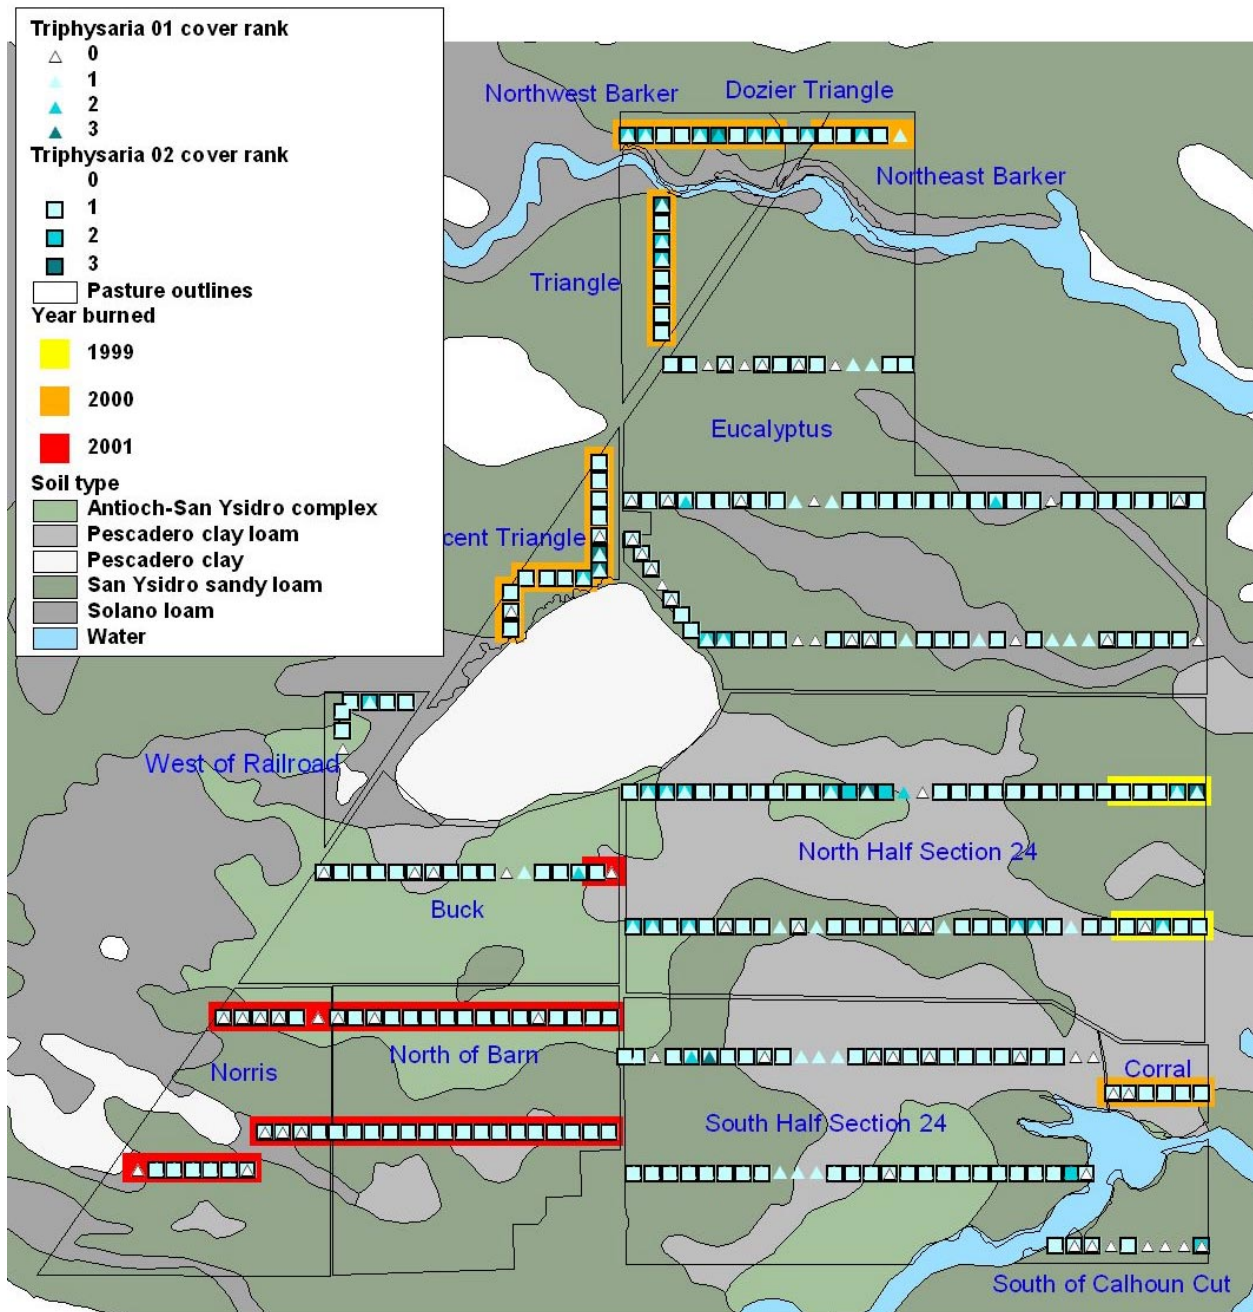 Triphysaria 01 cover rank
0
1
2
3
Triphysaria 02 cover rank
0
1
2
3
Pasture outlines
Year burned
1999
2000
2001
Soil type
Antioch-San Ysidro complex
Pescadero clay loam
Pescadero clay
San Ysidro sandy loam
Solano loam
Water
Northwest Barker
Dozier Triangle
Northeast Barker
Triangle
Eucalyptus
cent Triangle
West of Railroad
North Half Section 24
Buck
North of Barn
Norris
Corral
South Half Section 24
South of Calhoun Cut